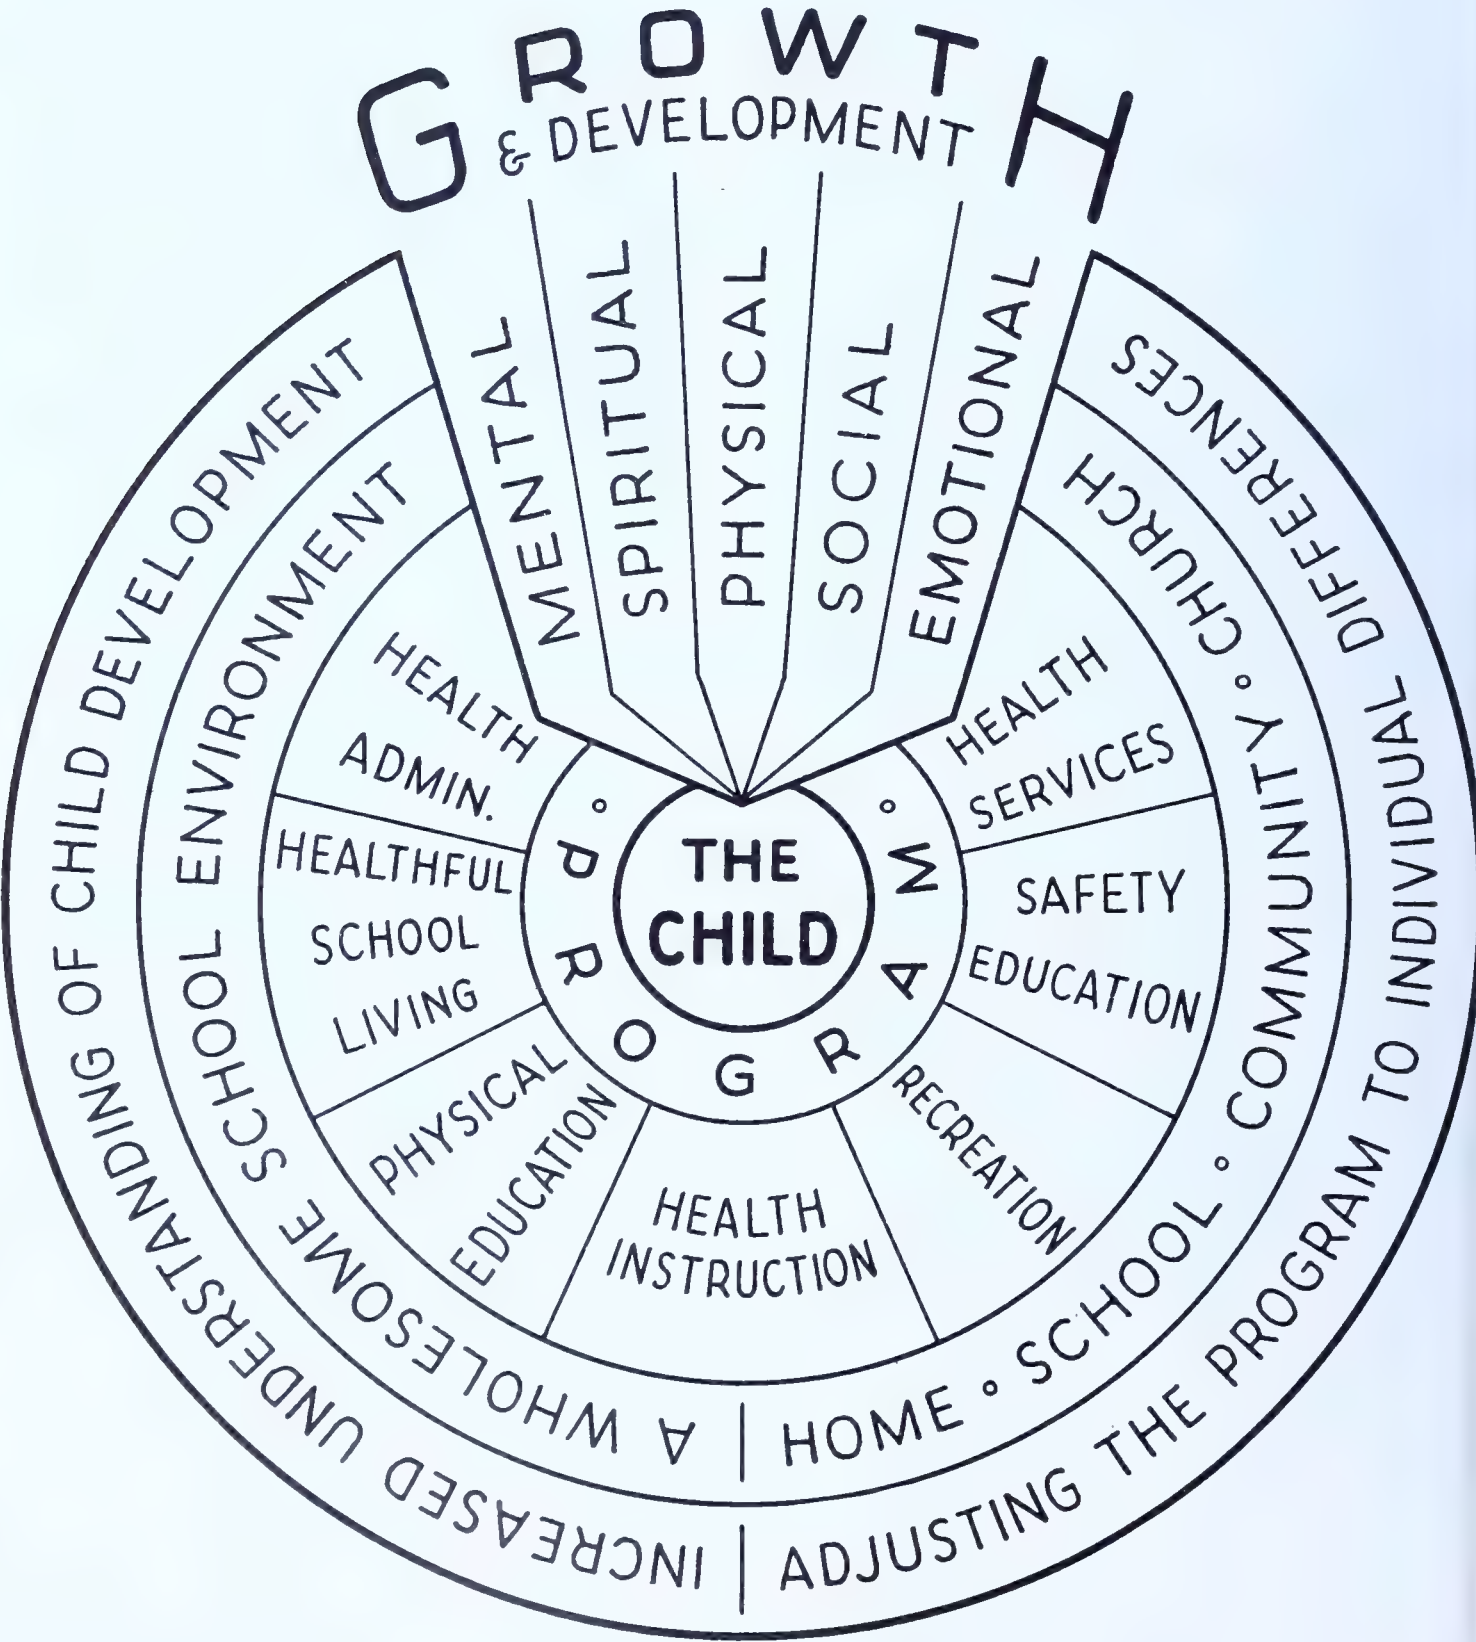 GROWTH
& DEVELOPMENT
MENTAL
SPIRITUAL
PHYSICAL
SOCIAL
EMOTIONAL
THE
CHILD
• PROGRAM •
HEALTH
ADMIN.
HEALTHFUL
SCHOOL
LIVING
PHYSICAL
EDUCATION
HEALTH
INSTRUCTION
RECREATION
SAFETY
EDUCATION
HEALTH
SERVICES
A WHOLESOME SCHOOL ENVIRONMENT
HOME • SCHOOL • COMMUNITY • CHURCH
INCREASED UNDERSTANDING OF CHILD DEVELOPMENT
ADJUSTING THE PROGRAM TO INDIVIDUAL DIFFERENCES